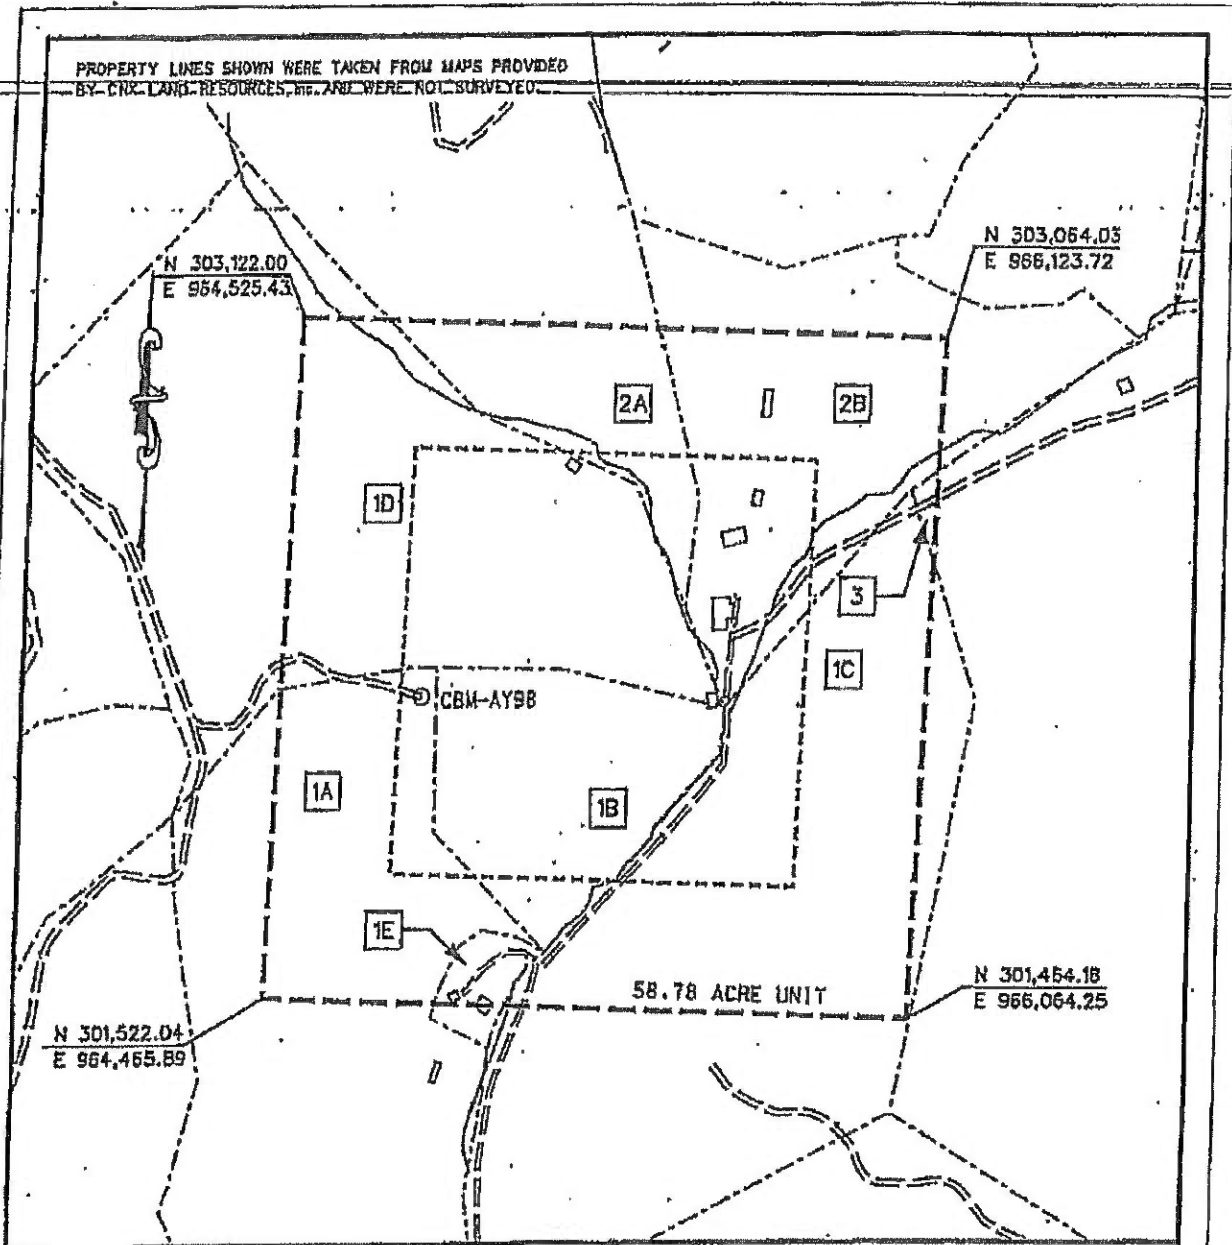 PROPERTY LINES SHOWN WERE TAKEN FROM MAPS PROVIDED
BY CNX LAND RESOURCES, INC. AND WERE NOT SURVEYED.
N 303,122.00
E 964,525.43
N 303,064.03
E 966,123.72
2A
2B
1D
3
1C
CBM-AY98
1A
1B
1E
58.78 ACRE UNIT
N 301,464.18
E 966,064.25
N 301,522.04
E 964,465.89